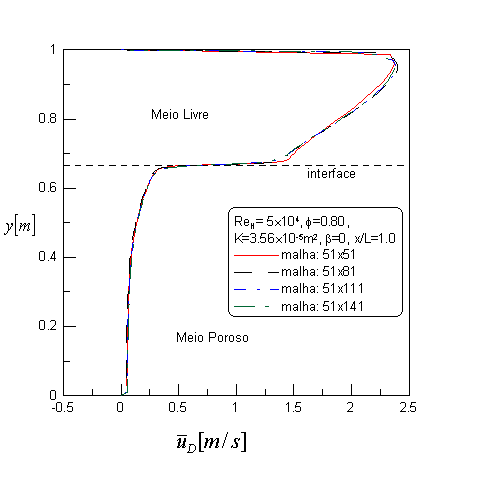 1
Meio Livre
0.8
interface
0.6
y[m]
Re_H= 5×10⁴, ϕ=0.80,
K=3.56×10⁻⁵m², β=0, x/L=1.0
malha: 51x51
0.4
malha: 51x81
malha: 51x111
malha: 51x141
0.2
Meio Poroso
0
-0.5 0 0.5 1 1.5 2 2.5
u̅_D[m/s]